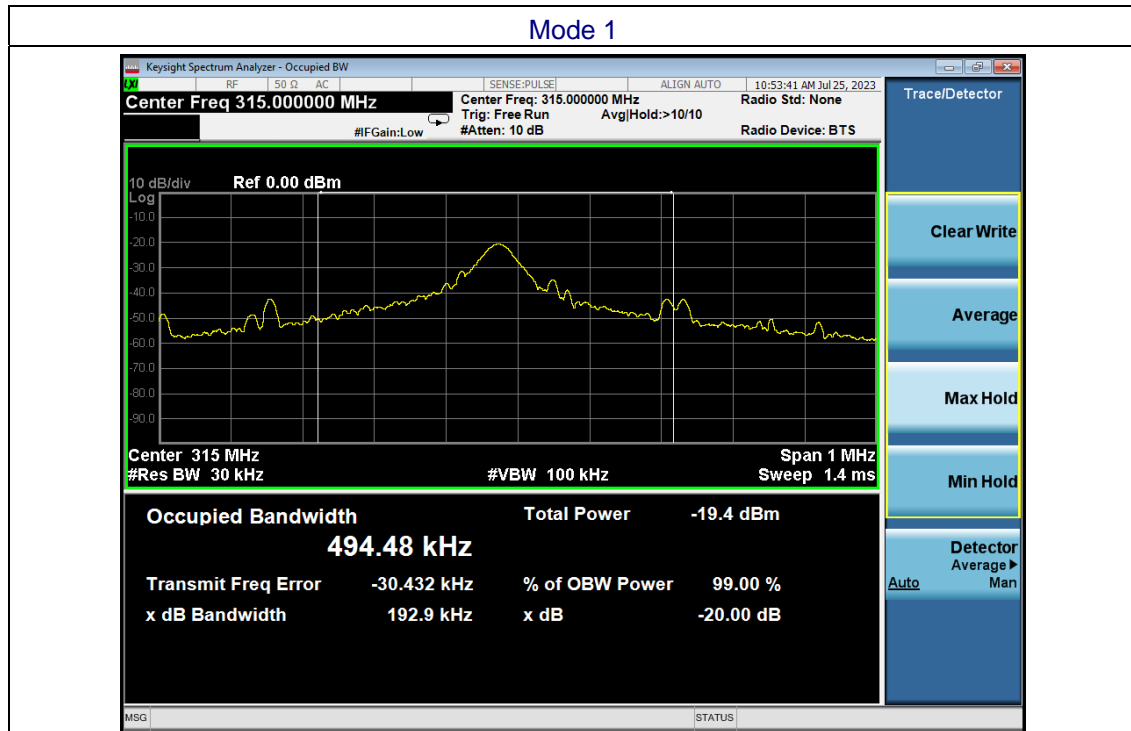 Mode 1
Keysight Spectrum Analyzer - Occupied BW
LXI RF 50 Ω AC SENSE:PULSE ALIGN AUTO 10:53:41 AM Jul 25, 2023
Center Freq 315.000000 MHz Center Freq: 315.000000 MHz Radio Std: None
Trig: Free Run Avg|Hold:>10/10
#IFGain:Low #Atten: 10 dB Radio Device: BTS
Trace/Detector
10 dB/div Ref 0.00 dBm
Log
-10.0
-20.0
-30.0
-40.0
-50.0
-60.0
-70.0
-80.0
-90.0
Center 315 MHz Span 1 MHz
#Res BW 30 kHz #VBW 100 kHz Sweep 1.4 ms
Occupied Bandwidth Total Power -19.4 dBm
494.48 kHz
Transmit Freq Error -30.432 kHz % of OBW Power 99.00 %
x dB Bandwidth 192.9 kHz x dB -20.00 dB
Clear Write
Average
Max Hold
Min Hold
Detector
Average▶
Auto Man
MSG STATUS